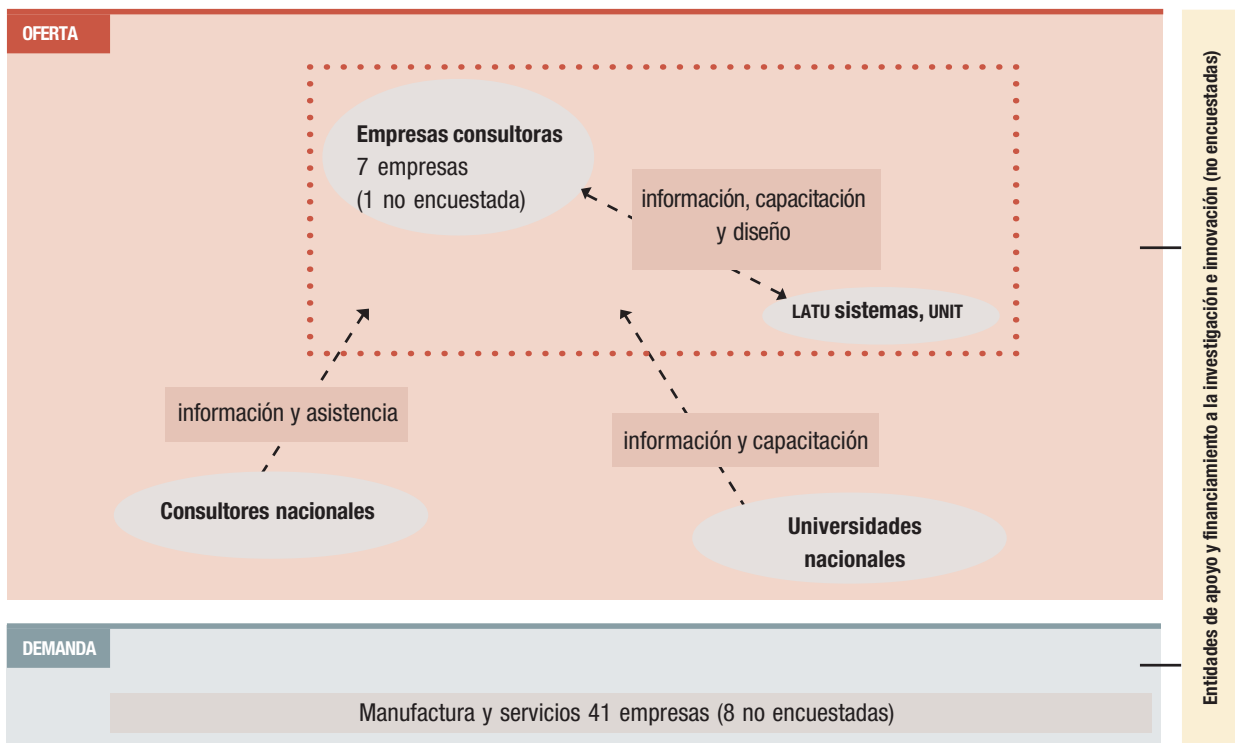 OFERTA
Empresas consultoras
7 empresas
(1 no encuestada)
información, capacitación
y diseño
LATU sistemas, UNIT
información y asistencia
información y capacitación
Consultores nacionales
Universidades
nacionales
DEMANDA
Manufactura y servicios 41 empresas (8 no encuestadas)
Entidades de apoyo y financiamiento a la investigación e innovación (no encuestadas)